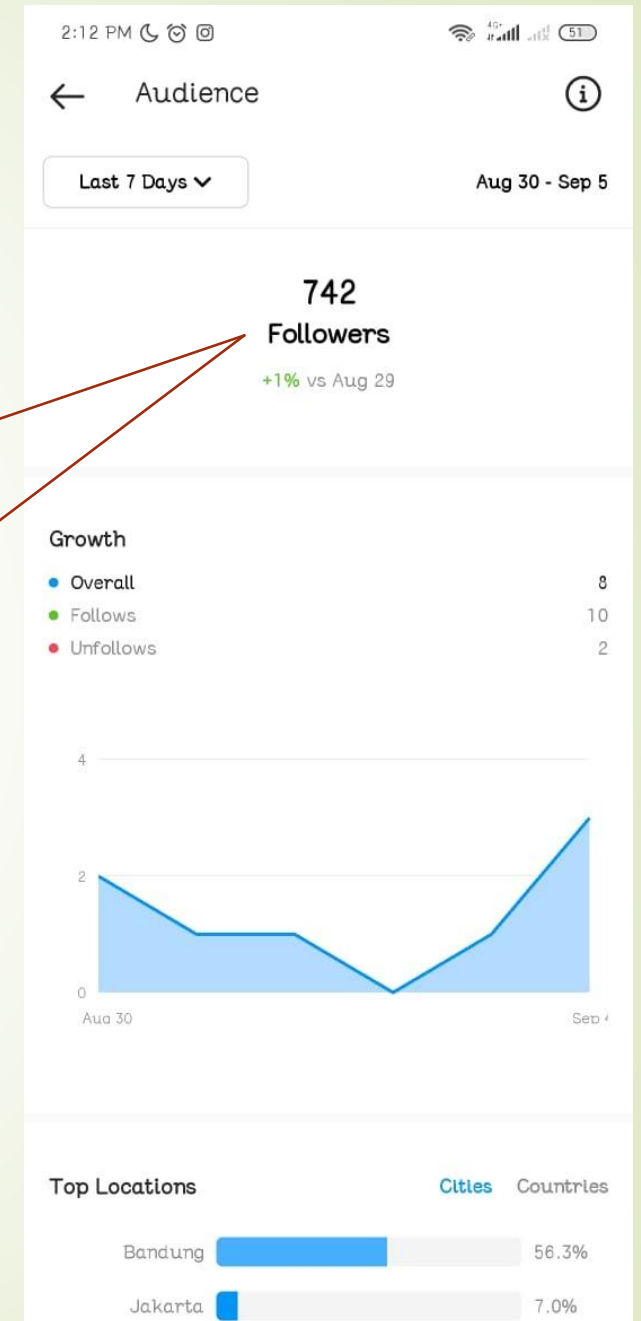 2:12 PM 51
Audience
Last 7 Days Aug 30 - Sep 5
742
Followers
+1% vs Aug 29
Growth
Overall 8
Follows 10
Unfollows 2
4
2
0
Aug 30 Sep 4
Top Locations Cities Countries
Bandung 56.3%
Jakarta 7.0%